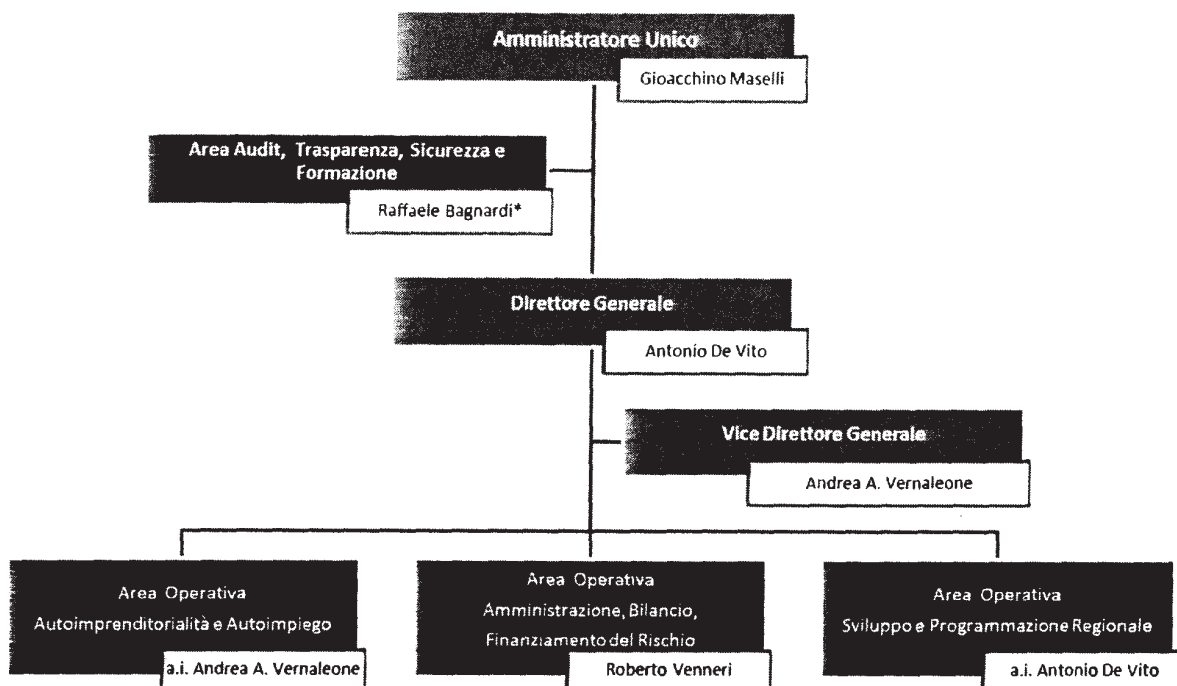 Amministratore Unico
Gioacchino Maselli
Area Audit, Trasparenza, Sicurezza e
Formazione
Raffaele Bagnardi*
Direttore Generale
Antonio De Vito
Vice Direttore Generale
Andrea A. Vernaleone
Area Operativa
Autoimprenditorialità e Autoimpiego
a.i. Andrea A. Vernaleone
Area Operativa
Amministrazione, Bilancio,
Finanziamento del Rischio
Roberto Venneri
Area Operativa
Sviluppo e Programmazione Regionale
a.i. Antonio De Vito